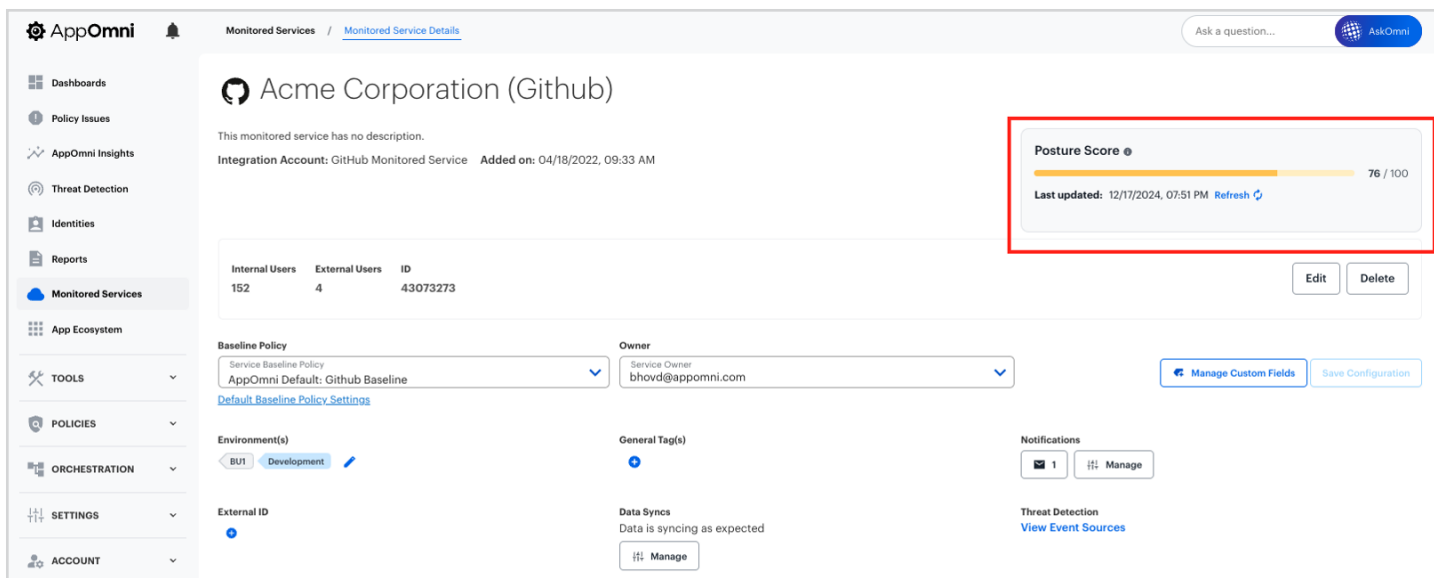 AppOmni
Monitored Services / Monitored Service Details
Ask a question...
AskOmni
Dashboards
Policy Issues
AppOmni Insights
Threat Detection
Identities
Reports
Monitored Services
App Ecosystem
TOOLS
POLICIES
ORCHESTRATION
SETTINGS
ACCOUNT
Acme Corporation (Github)
This monitored service has no description.
Integration Account: GitHub Monitored Service Added on: 04/18/2022, 09:33 AM
Posture Score
76 / 100
Last updated: 12/17/2024, 07:51 PM Refresh
Internal Users External Users ID
152 4 43073273
Edit Delete
Baseline Policy
Service Baseline Policy
AppOmni Default: Github Baseline
Default Baseline Policy Settings
Owner
Service Owner
bhovd@appomni.com
Manage Custom Fields
Save Configuration
Environment(s)
BU1 Development
General Tag(s)
Notifications
1 Manage
External ID
Data Syncs
Data is syncing as expected
Manage
Threat Detection
View Event Sources